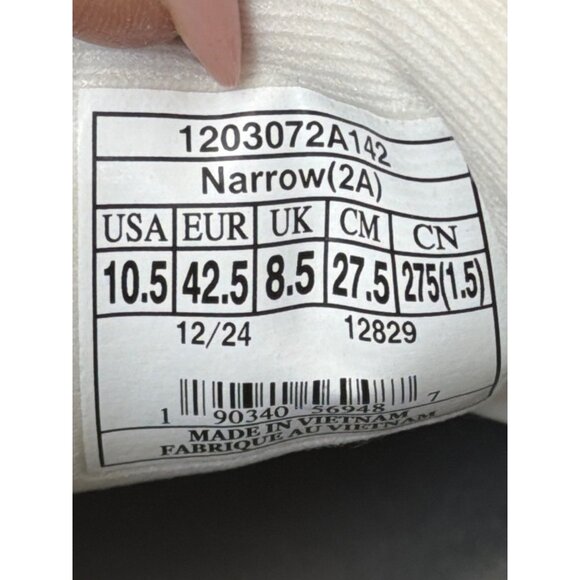 1203072A142
Narrow(2A)
USA EUR UK CM CN
10.5 42.5 8.5 27.5 275(1.5)
12/24 12829
1 90340 56948 7
MADE IN VIETNAM
FABRIQUE AU VIETNAM